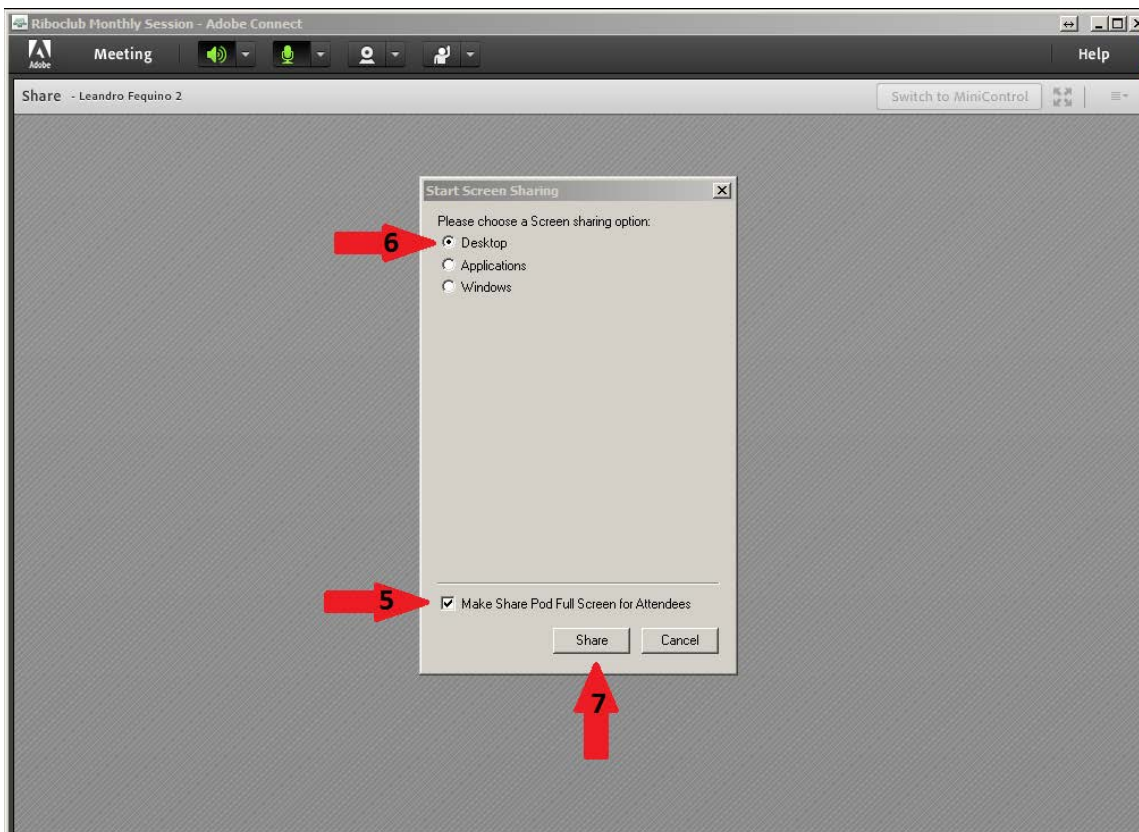 Riboclub Monthly Session - Adobe Connect
Adobe
Meeting
Help
Share - Leandro Fequino 2
Switch to MiniControl
Start Screen Sharing
Please choose a Screen sharing option:
6
Desktop
Applications
Windows
5
Make Share Pod Full Screen for Attendees
Share
Cancel
7